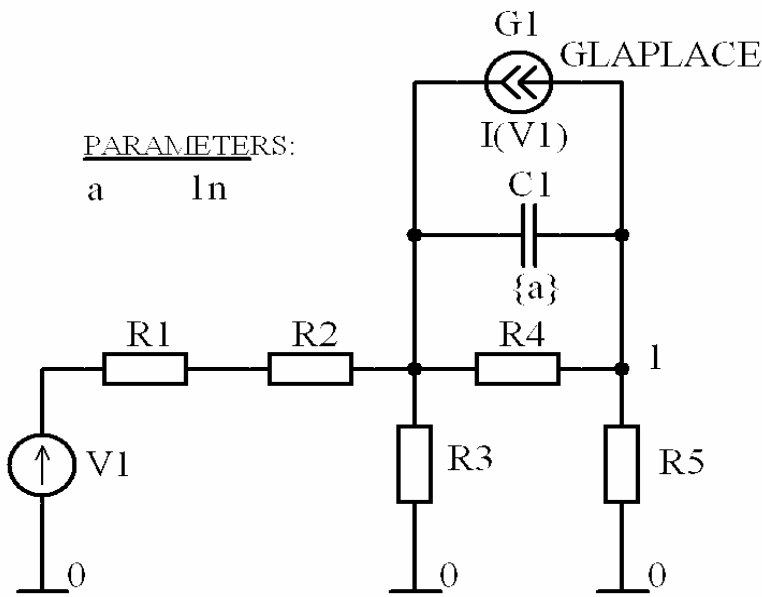 G1
GLAPLACE
I(V1)
PARAMETERS:
a 1n
C1
{a}
R1 R2 R4
1
V1 R3 R5
0 0 0